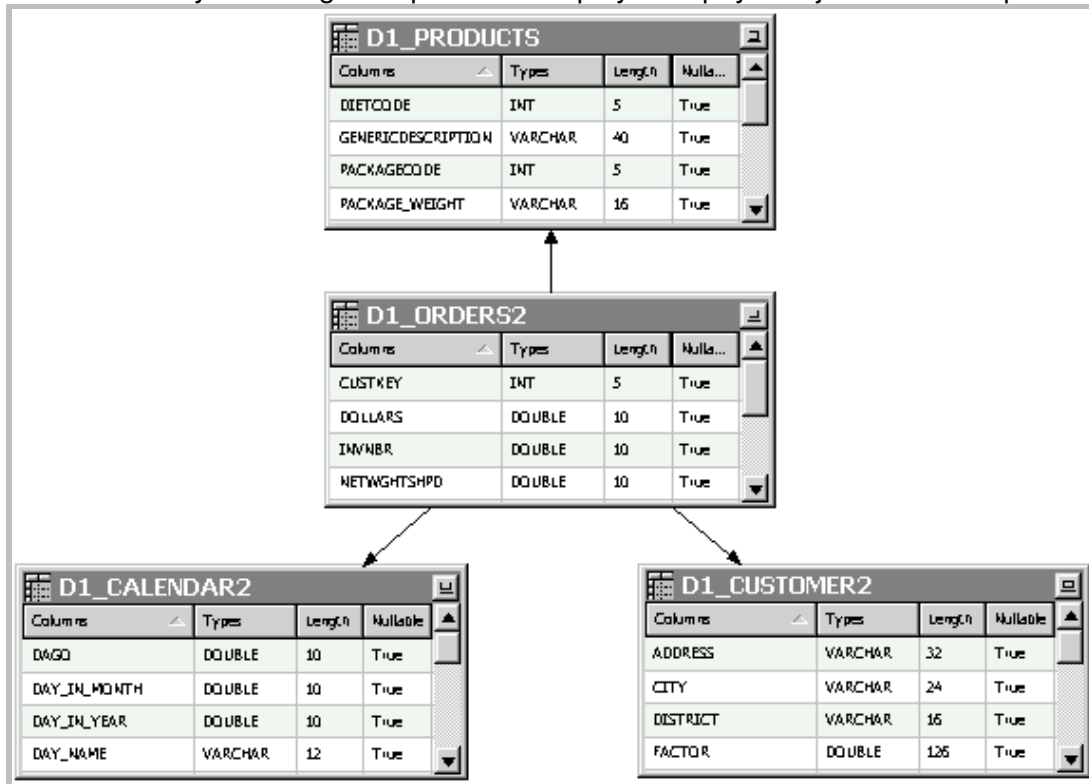 D1_PRODUCTS
Columns Types Length Nulla...
DIETCODE INT 5 True
GENERICDESCRIPTION VARCHAR 40 True
PACKAGECODE INT 5 True
PACKAGE_WEIGHT VARCHAR 16 True
D1_ORDERS2
Columns Types Length Nulla...
CUSTKEY INT 5 True
DOLLARS DOUBLE 10 True
INVNBR DOUBLE 10 True
NETWGHTSHPD DOUBLE 10 True
D1_CALENDAR2
Columns Types Length Nullable
DAGO DOUBLE 10 True
DAY_IN_MONTH DOUBLE 10 True
DAY_IN_YEAR DOUBLE 10 True
DAY_NAME VARCHAR 12 True
D1_CUSTOMER2
Columns Types Length Nullable
ADDRESS VARCHAR 32 True
CITY VARCHAR 24 True
DISTRICT VARCHAR 16 True
FACTOR DOUBLE 126 True